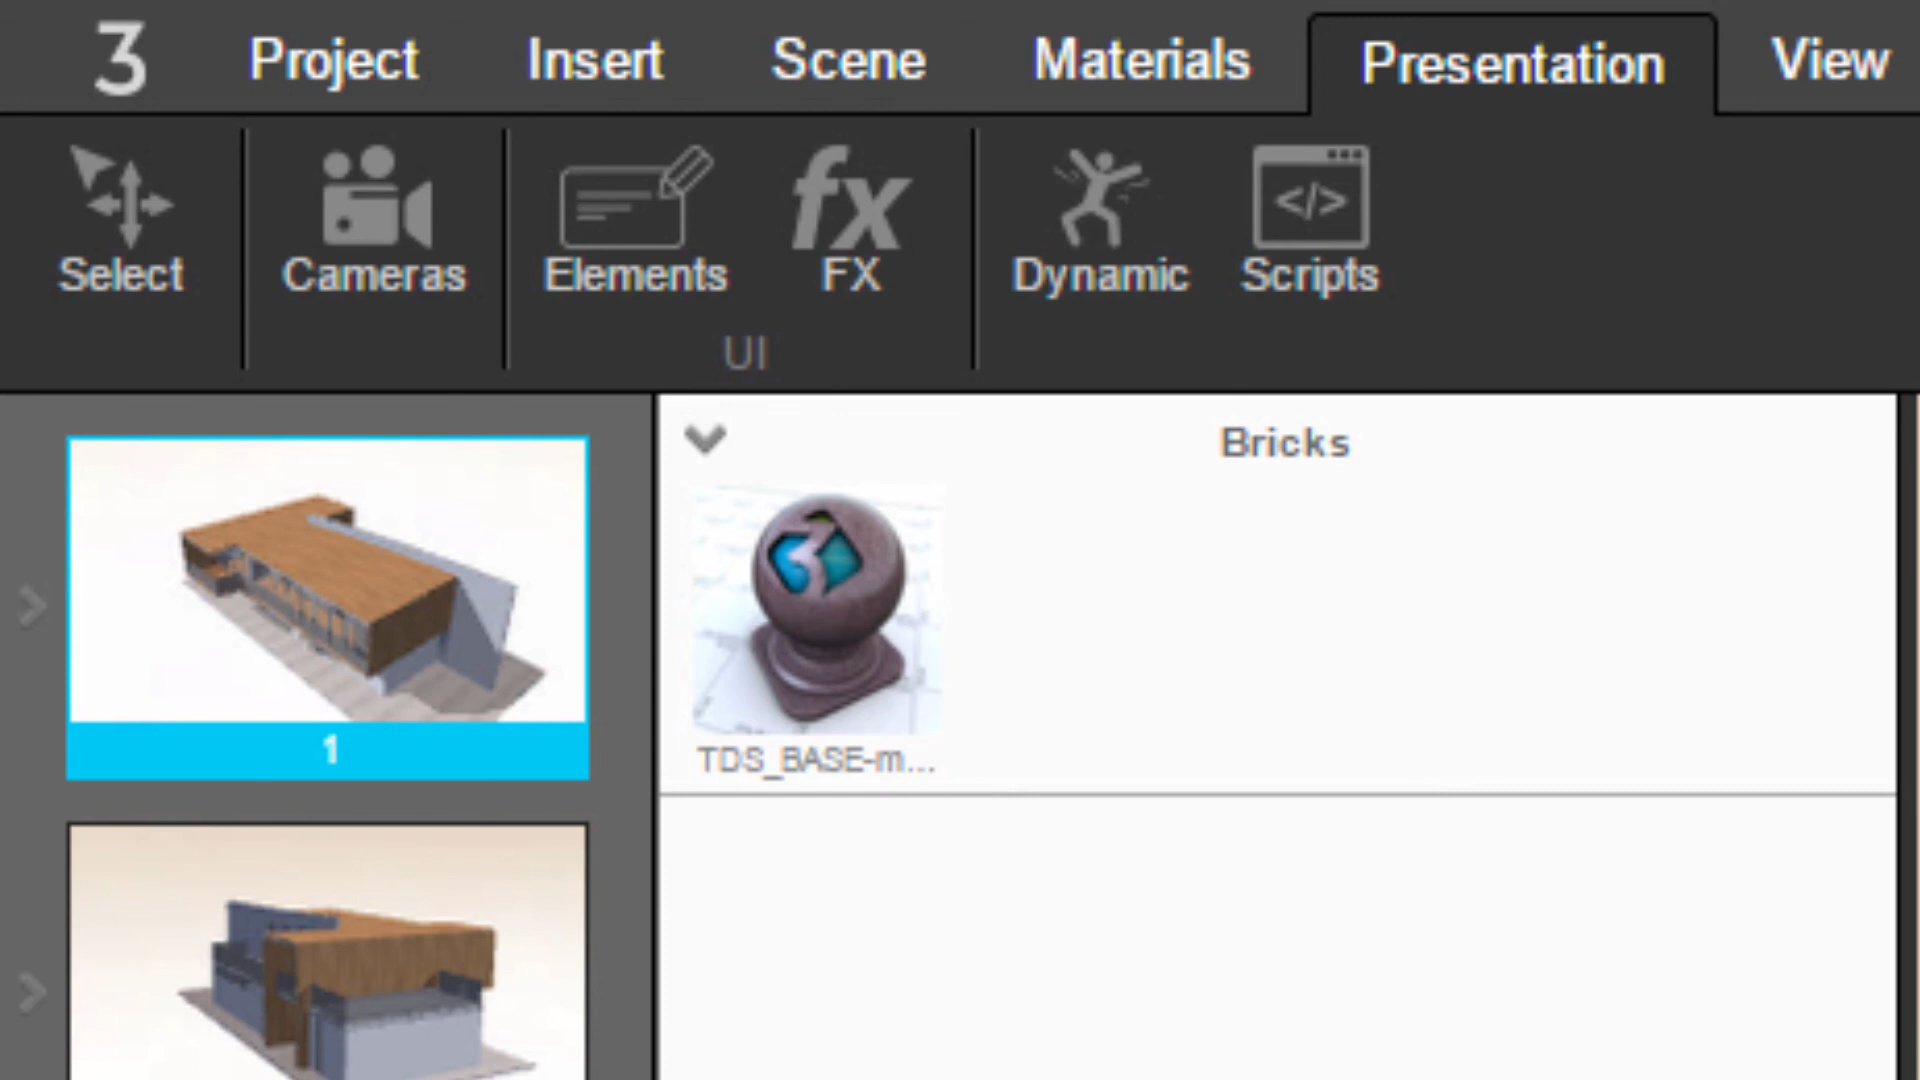 3 Project Insert Scene Materials Presentation View
Select Cameras Elements FX Dynamic Scripts
UI
Bricks
TDS_BASE-m...
1